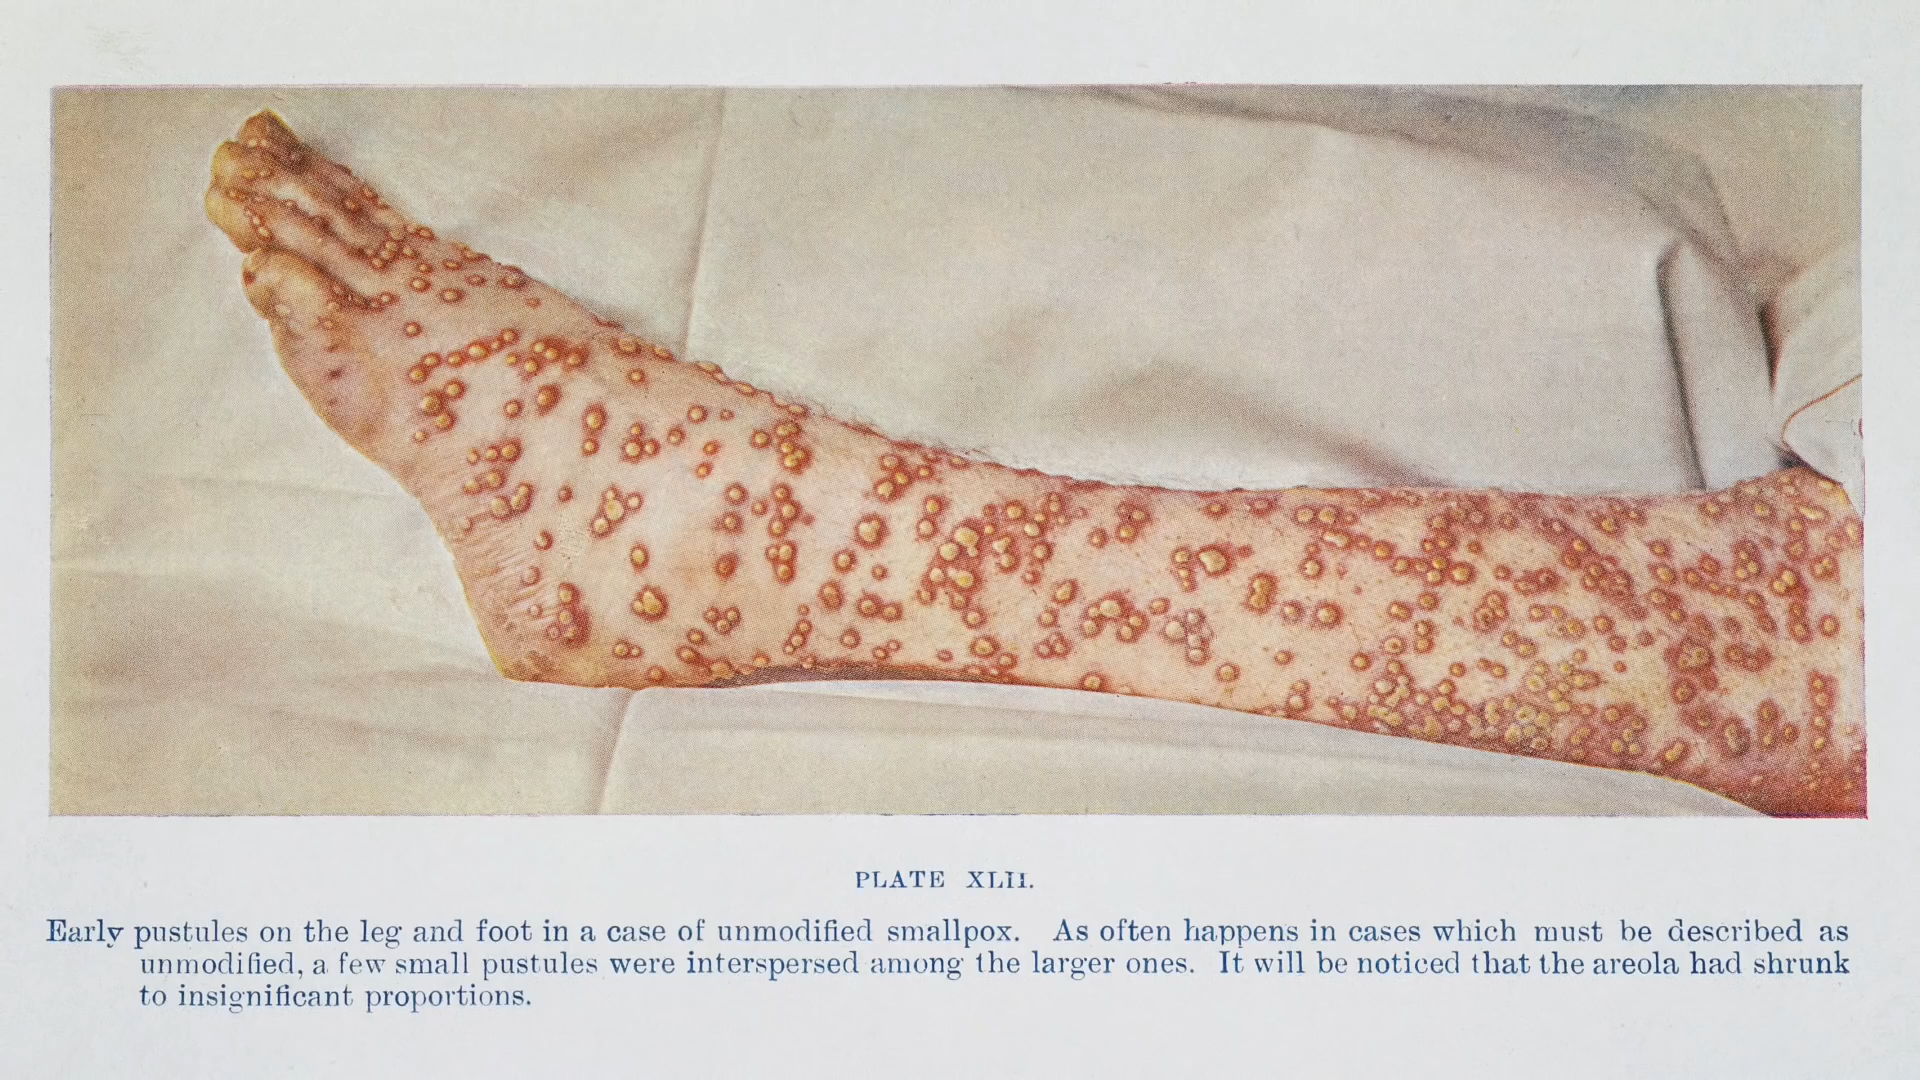 PLATE XLII.
Early pustules on the leg and foot in a case of unmodified smallpox. As often happens in cases which must be described as
unmodified, a few small pustules were interspersed among the larger ones. It will be noticed that the areola had shrunk
to insignificant proportions.